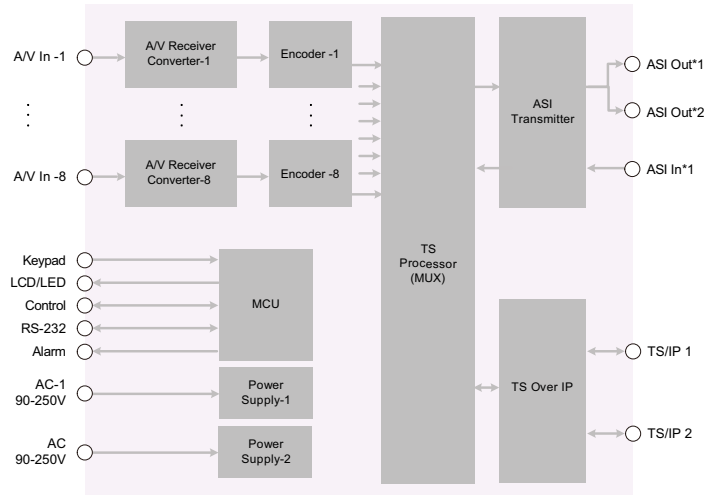 A/V In -1
A/V Receiver
Converter-1
Encoder -1
A/V In -8
A/V Receiver
Converter-8
Encoder -8
TS
Processor
(MUX)
ASI
Transmitter
ASI Out*1
ASI Out*2
ASI In*1
Keypad
LCD/LED
Control
RS-232
Alarm
MCU
AC-1
90-250V
Power
Supply-1
AC
90-250V
Power
Supply-2
TS Over IP
TS/IP 1
TS/IP 2